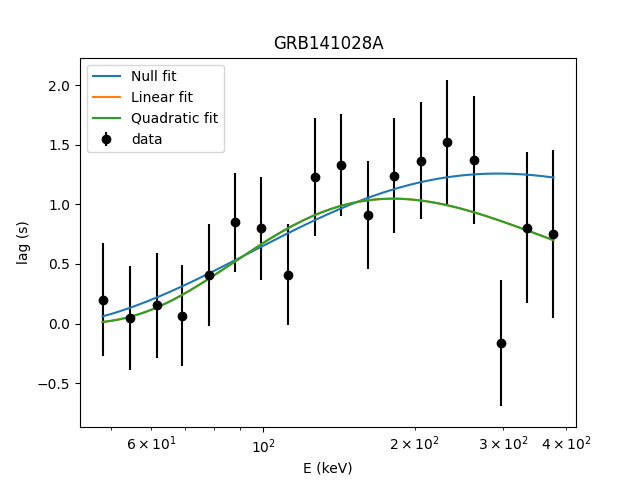 GRB141028A
Null fit
Linear fit
Quadratic fit
data
lag (s)
2.0
1.5
1.0
0.5
0.0
−0.5
6 × 10¹
10²
2 × 10²
3 × 10²
4 × 10²
E (keV)